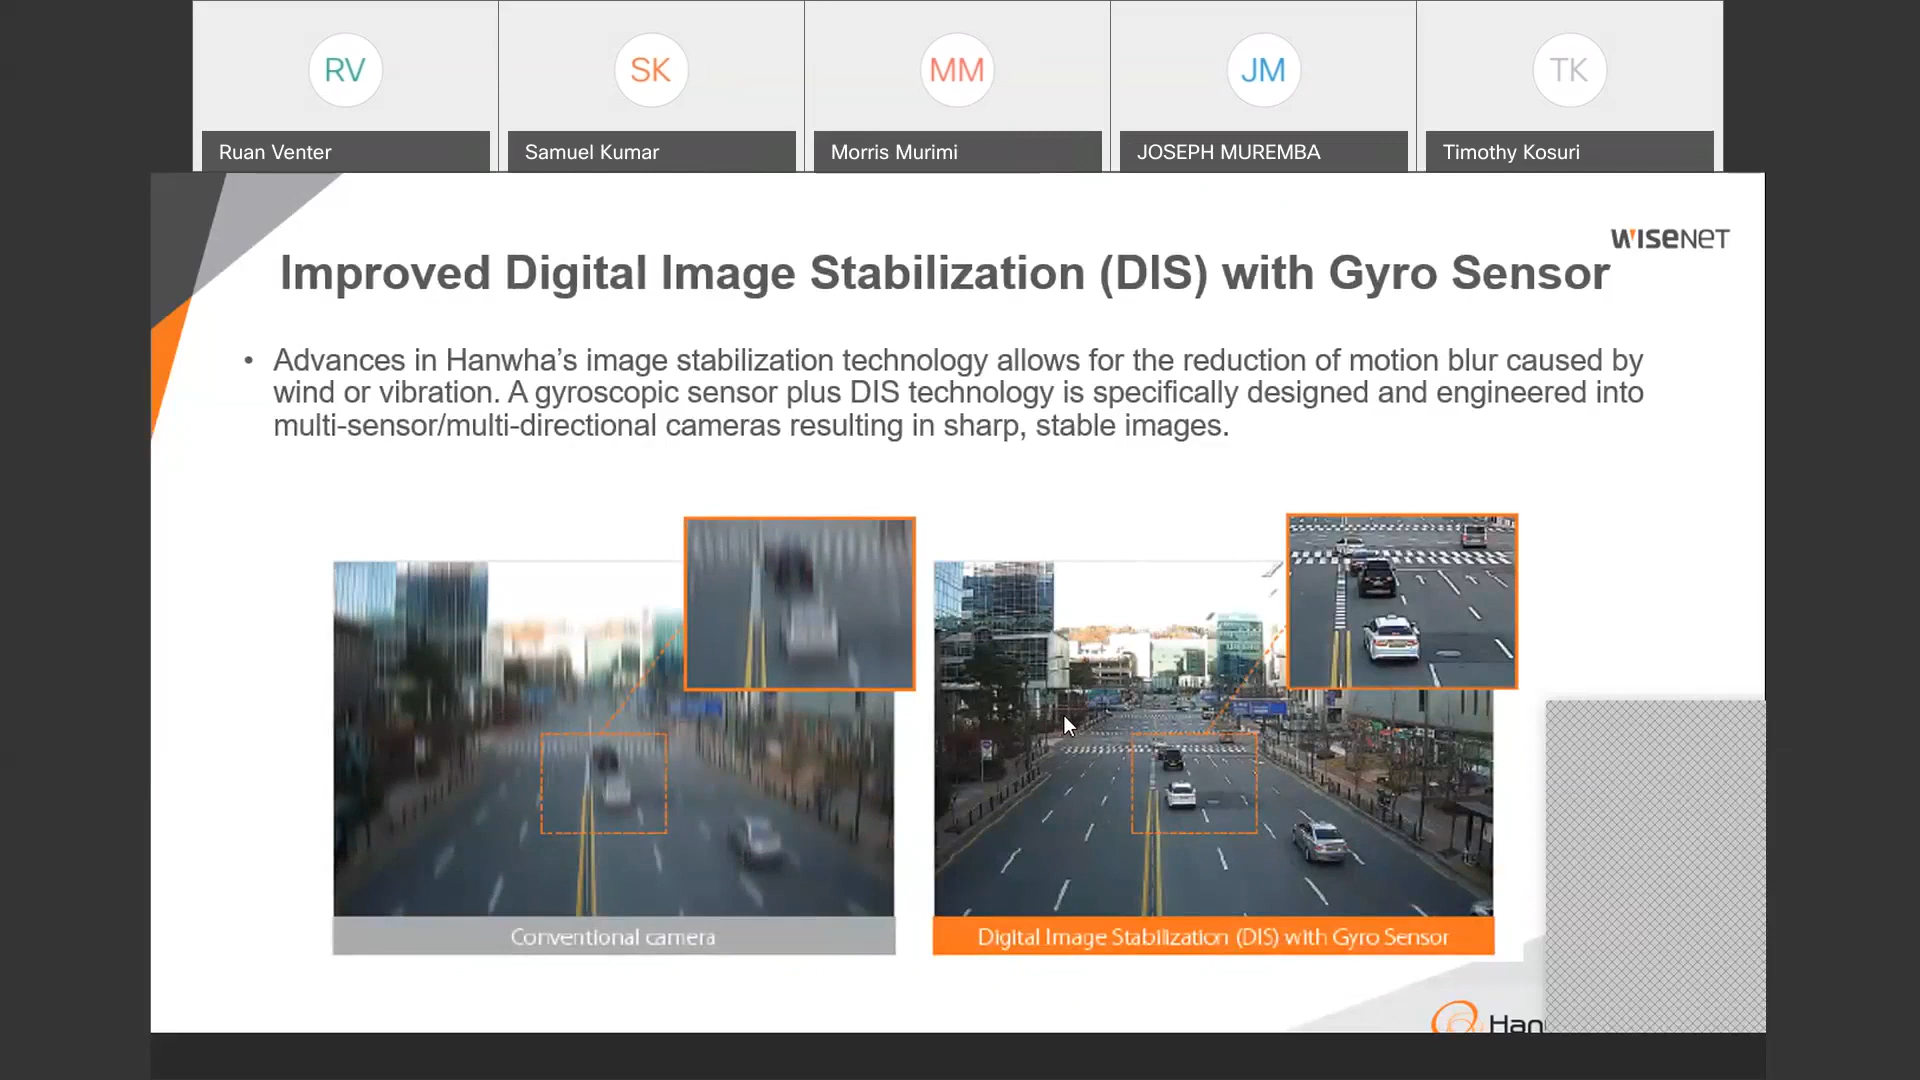 RV
SK
MM
JM
TK
Ruan Venter
Samuel Kumar
Morris Murimi
JOSEPH MUREMBA
Timothy Kosuri
WISENET
Improved Digital Image Stabilization (DIS) with Gyro Sensor
• Advances in Hanwha’s image stabilization technology allows for the reduction of motion blur caused by
wind or vibration. A gyroscopic sensor plus DIS technology is specifically designed and engineered into
multi-sensor/multi-directional cameras resulting in sharp, stable images.
Conventional camera
Digital Image Stabilization (DIS) with Gyro Sensor
Han